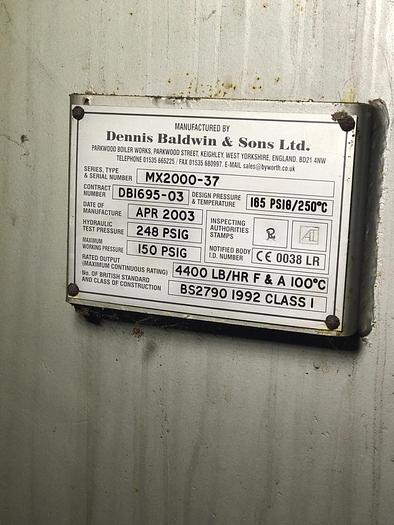 MANUFACTURED BY
Dennis Baldwin & Sons Ltd.
PARKWOOD BOILER WORKS, PARKWOOD STREET, KEIGHLEY, WEST YORKSHIRE, ENGLAND. BD21 4NW
TELEPHONE 01535 665225 / FAX 01535 680997. E-MAIL sales@byworth.co.uk
SERIES, TYPE & SERIAL NUMBER MX2000-37
CONTRACT NUMBER DB1695-03 DESIGN PRESSURE & TEMPERATURE 165 PSIG/250°C
DATE OF MANUFACTURE APR 2003 INSPECTING AUTHORITIES STAMPS
HYDRAULIC TEST PRESSURE 248 PSIG
MAXIMUM WORKING PRESSURE 150 PSIG NOTIFIED BODY I.D. NUMBER CE 0038 LR
RATED OUTPUT (MAXIMUM CONTINUOUS RATING) 4400 LB/HR F & A 100°C
No. OF BRITISH STANDARD AND CLASS OF CONSTRUCTION BS2790 1992 CLASS 1